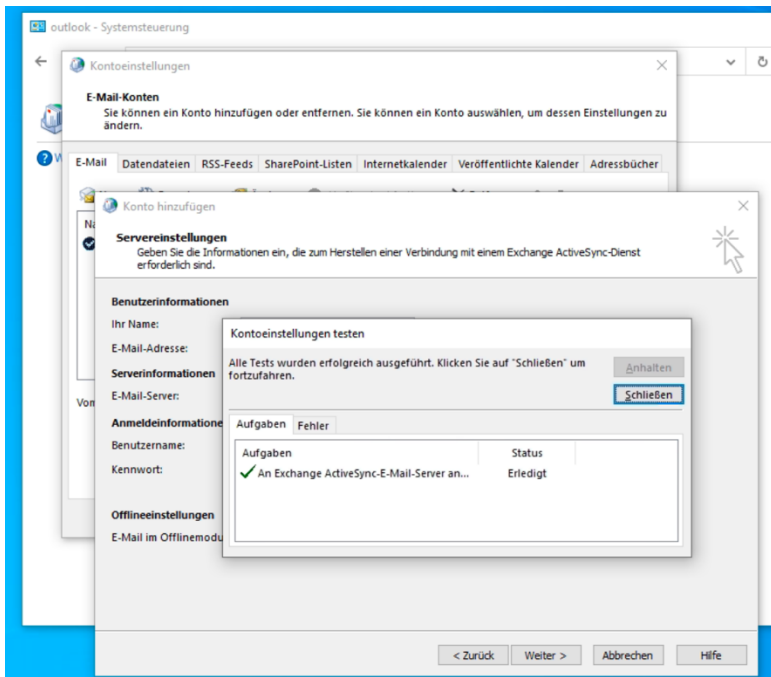 outlook - Systemsteuerung
Kontoeinstellungen
E-Mail-Konten
Sie können ein Konto hinzufügen oder entfernen. Sie können ein Konto auswählen, um dessen Einstellungen zu
ändern.
E-Mail Datendateien RSS-Feeds SharePoint-Listen Internetkalender Veröffentlichte Kalender Adressbücher
Konto hinzufügen
Servereinstellungen
Geben Sie die Informationen ein, die zum Herstellen einer Verbindung mit einem Exchange ActiveSync-Dienst
erforderlich sind.
Benutzerinformationen
Ihr Name:
E-Mail-Adresse:
Serverinformationen
E-Mail-Server:
Anmeldeinformatione
Benutzername:
Kennwort:
Offlineeinstellungen
E-Mail im Offlinemodu
Kontoeinstellungen testen
Alle Tests wurden erfolgreich ausgeführt. Klicken Sie auf "Schließen" um
fortzufahren.
Anhalten
Schließen
Aufgaben Fehler
Aufgaben Status
An Exchange ActiveSync-E-Mail-Server an... Erledigt
< Zurück Weiter > Abbrechen Hilfe